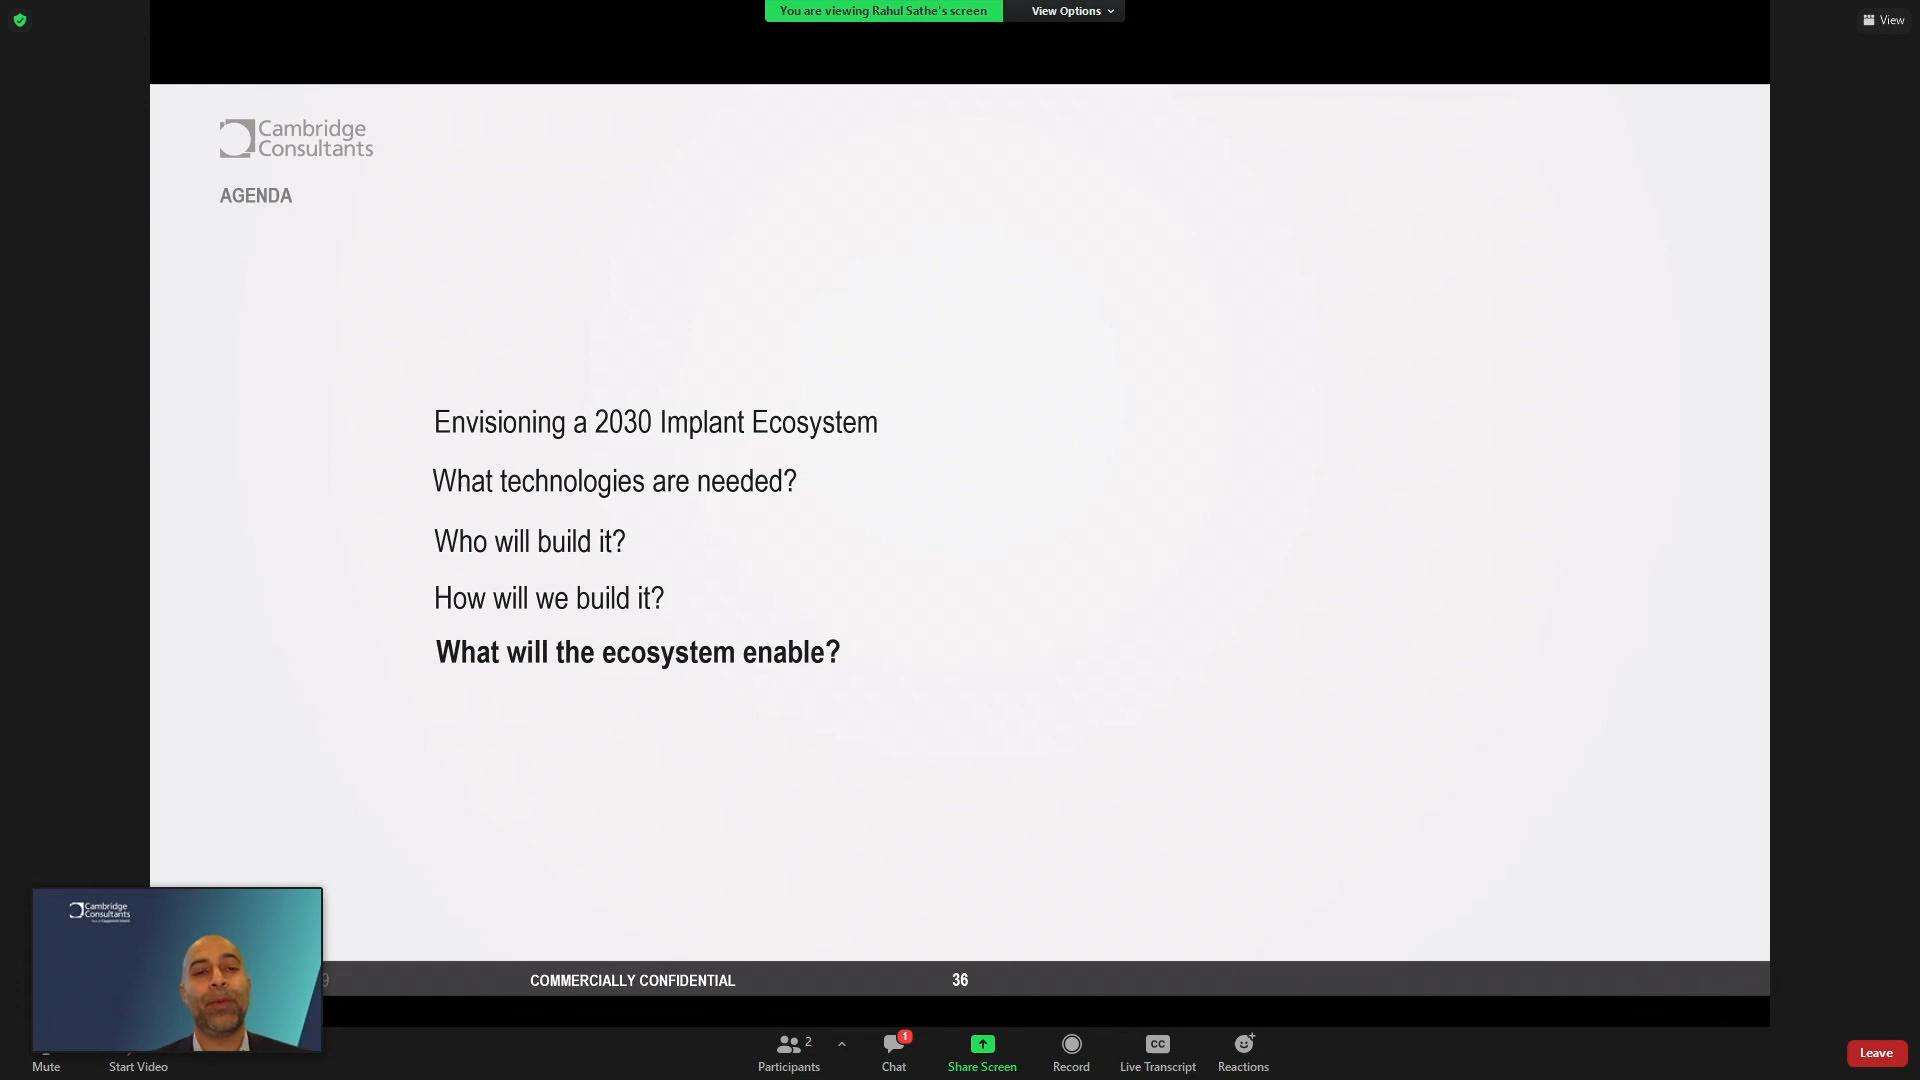 You are viewing Rahul Sathe's screen
View Options
View
Cambridge
Consultants
AGENDA
Envisioning a 2030 Implant Ecosystem
What technologies are needed?
Who will build it?
How will we build it?
What will the ecosystem enable?
Cambridge
Consultants
9
COMMERCIALLY CONFIDENTIAL
36
Mute
Start Video
2
Participants
1
Chat
Share Screen
Record
CC
Live Transcript
Reactions
Leave